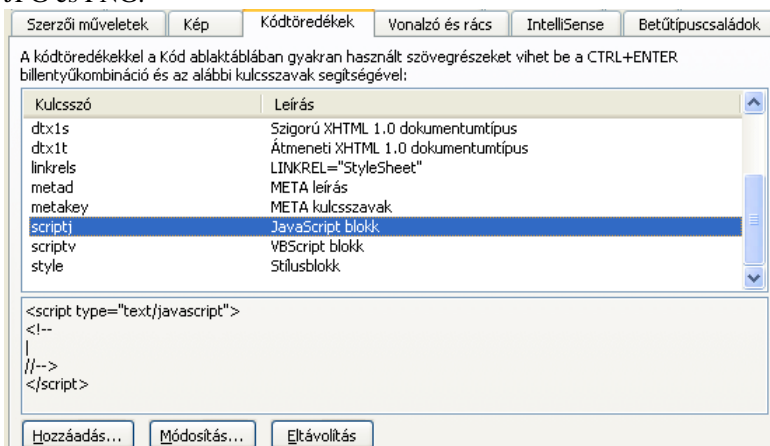 JPG és PNG.
Szerzői műveletek Kép Kódtöredékek Vonalzó és rács IntelliSense Betűtípuscsaládok
A kódtöredékekkel a Kód ablaktáblában gyakran használt szövegrészeket vihet be a CTRL+ENTER
billentyűkombináció és az alábbi kulcsszavak segítségével:
Kulcsszó Leírás
dtx1s Szigorú XHTML 1.0 dokumentumtípus
dtx1t Átmeneti XHTML 1.0 dokumentumtípus
linkrels LINKREL="StyleSheet"
metad META leírás
metakey META kulcsszavak
scriptj JavaScript blokk
scriptv VBScript blokk
style Stílusblokk
<script type="text/javascript">
<!--
|
//-->
</script>
Hozzáadás... Módosítás... Eltávolítás